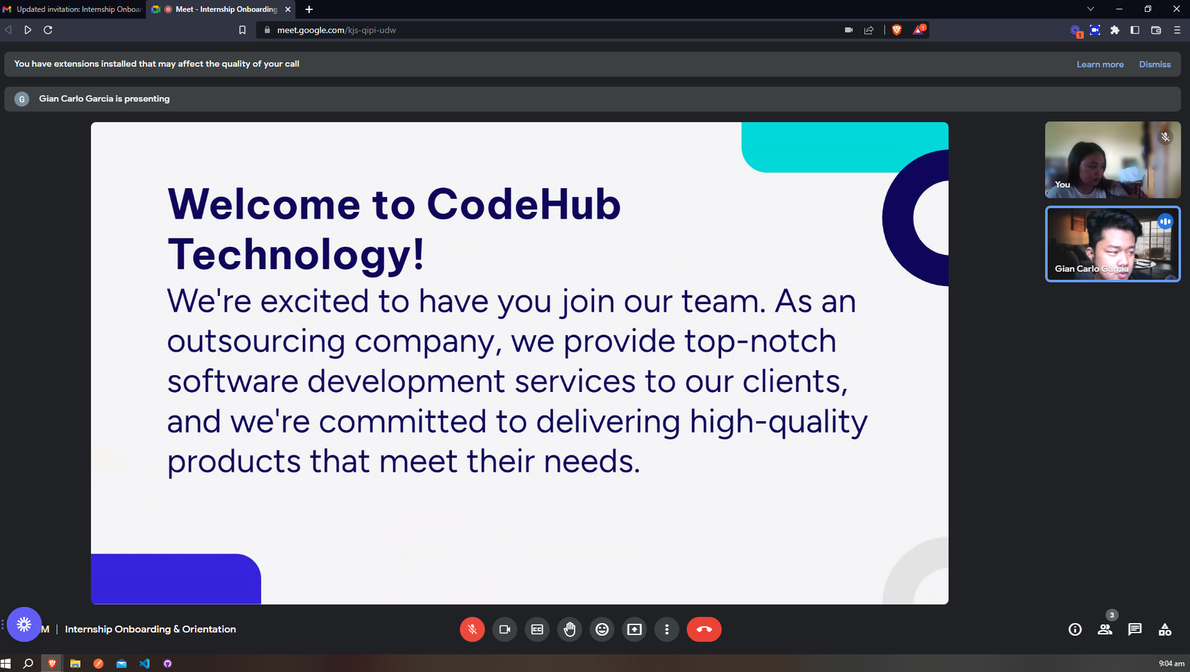 Updated invitation: Internship Onboar
Meet - Internship Onboarding
meet.google.com/kjs-qipi-udw
1
1
You have extensions installed that may affect the quality of your call
Learn more
Dismiss
G
Gian Carlo Garcia is presenting
Welcome to CodeHub
Technology!
We're excited to have you join our team. As an
outsourcing company, we provide top-notch
software development services to our clients,
and we're committed to delivering high-quality
products that meet their needs.
You
Gian Carlo Garcia
M | Internship Onboarding & Orientation
3
9:04 am